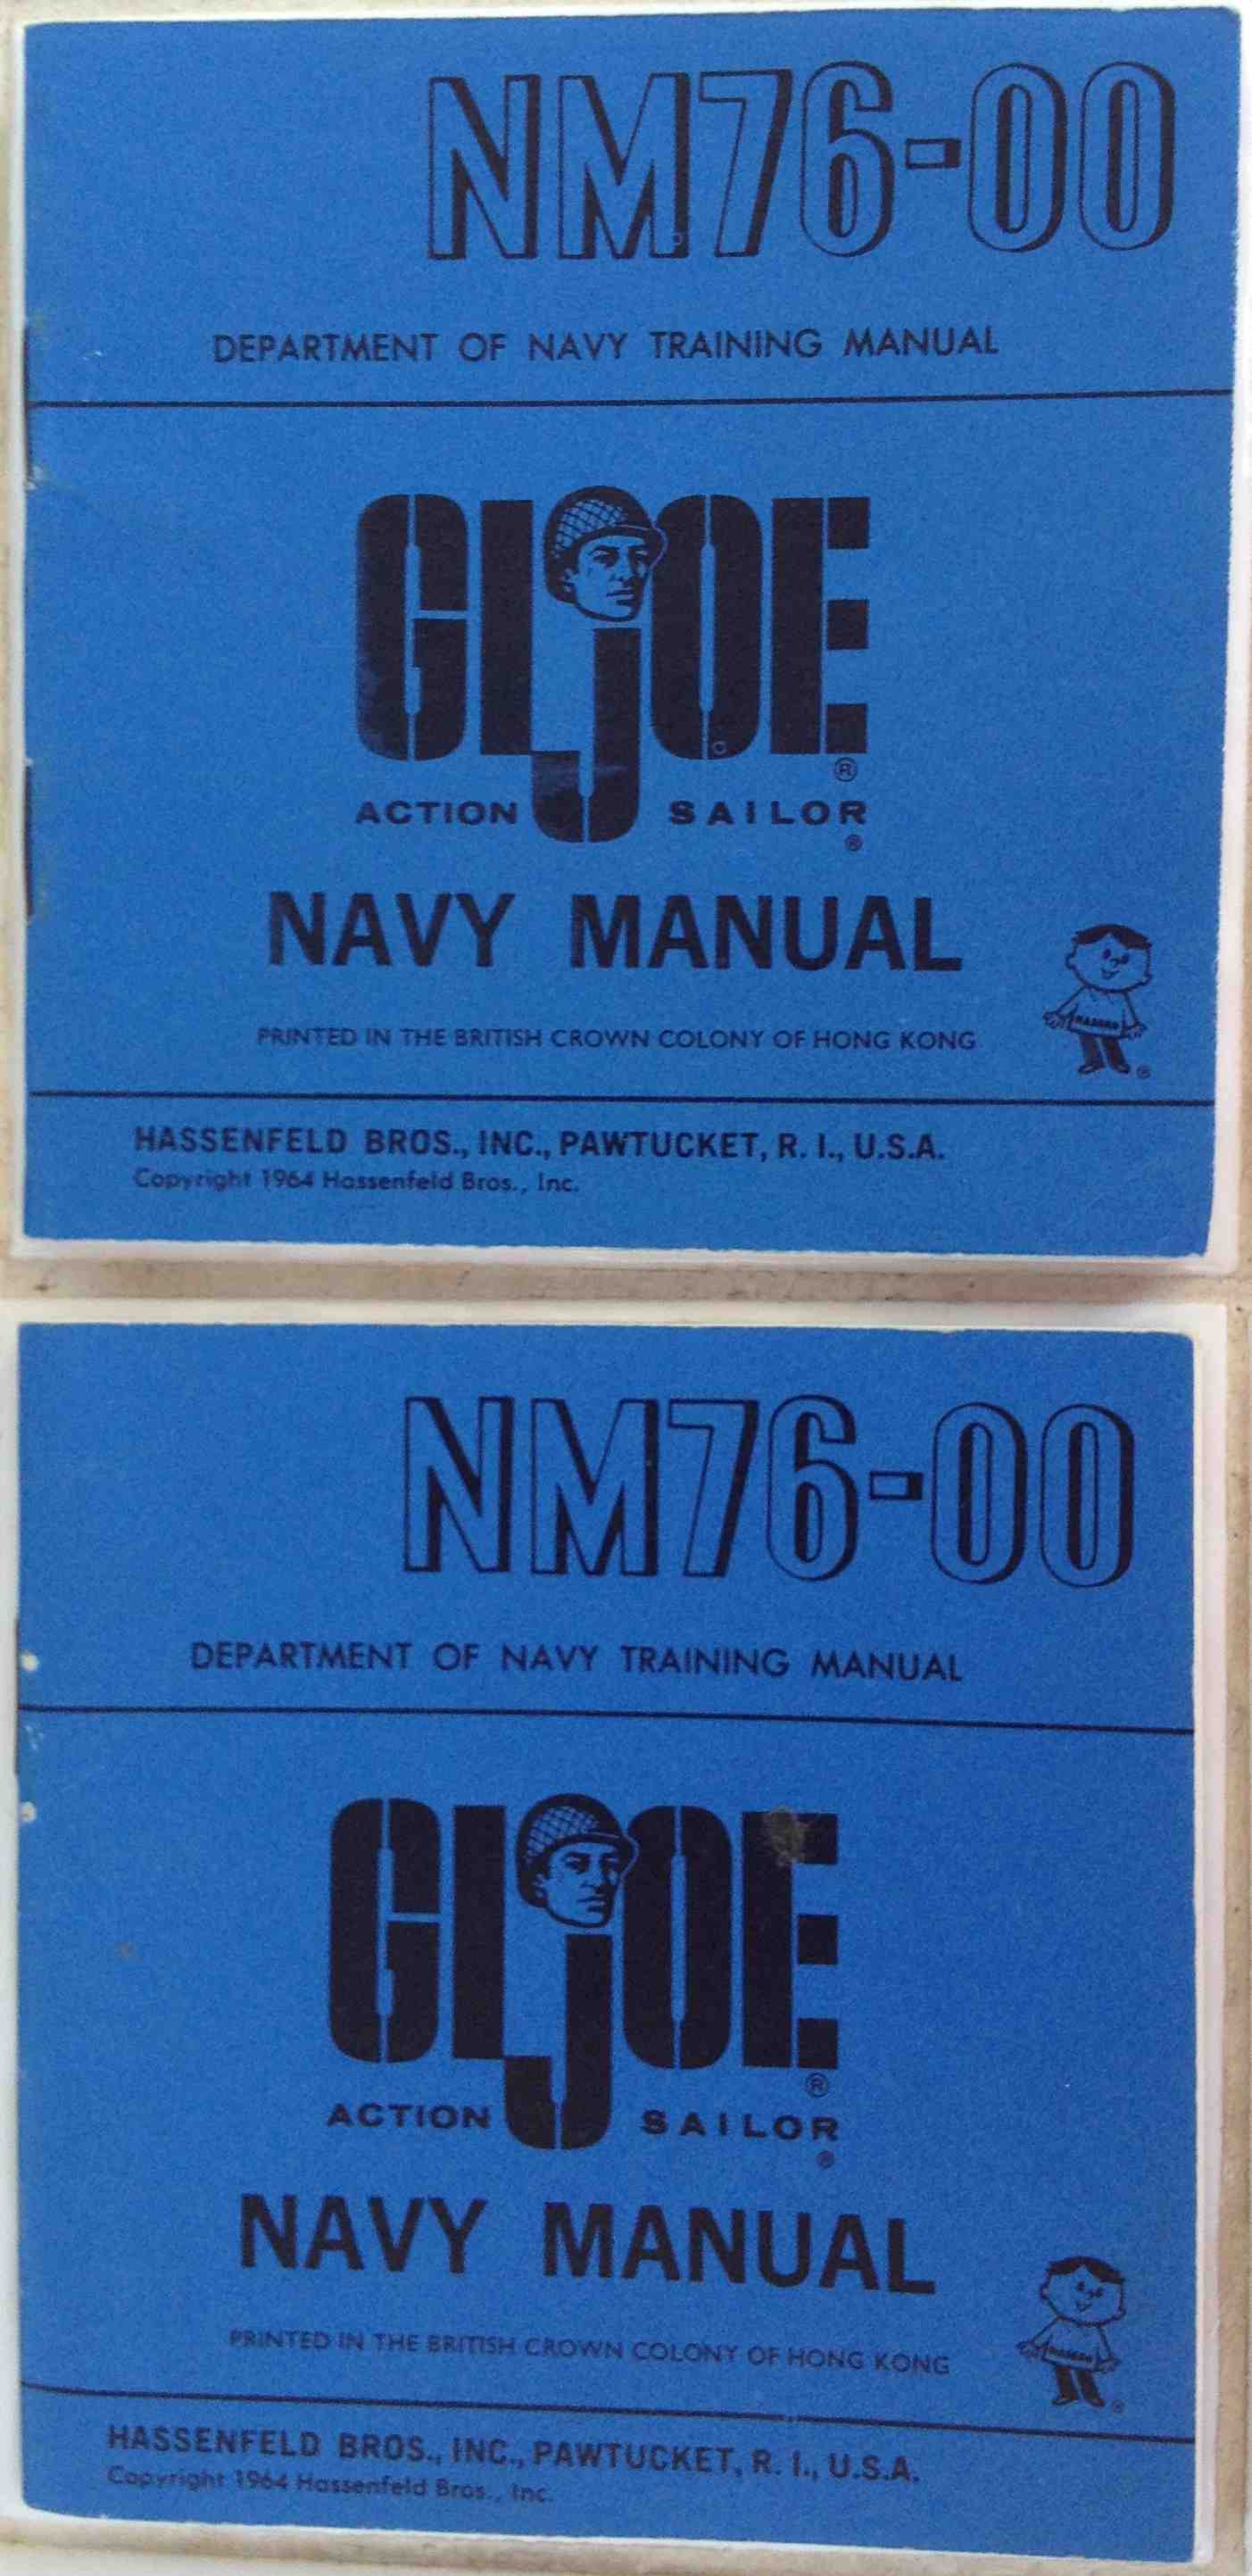 NM76-00
DEPARTMENT OF NAVY TRAINING MANUAL
GI JOE
®
ACTION SAILOR
®
NAVY MANUAL
PRINTED IN THE BRITISH CROWN COLONY OF HONG KONG
HASBRO
®
HASSENFELD BROS., INC., PAWTUCKET, R. I., U.S.A.
Copyright 1964 Hassenfeld Bros., Inc.
NM76-00
DEPARTMENT OF NAVY TRAINING MANUAL
GI JOE
®
ACTION SAILOR
®
NAVY MANUAL
PRINTED IN THE BRITISH CROWN COLONY OF HONG KONG
HASBRO
®
HASSENFELD BROS., INC., PAWTUCKET, R. I., U.S.A.
Copyright 1964 Hassenfeld Bros., Inc.